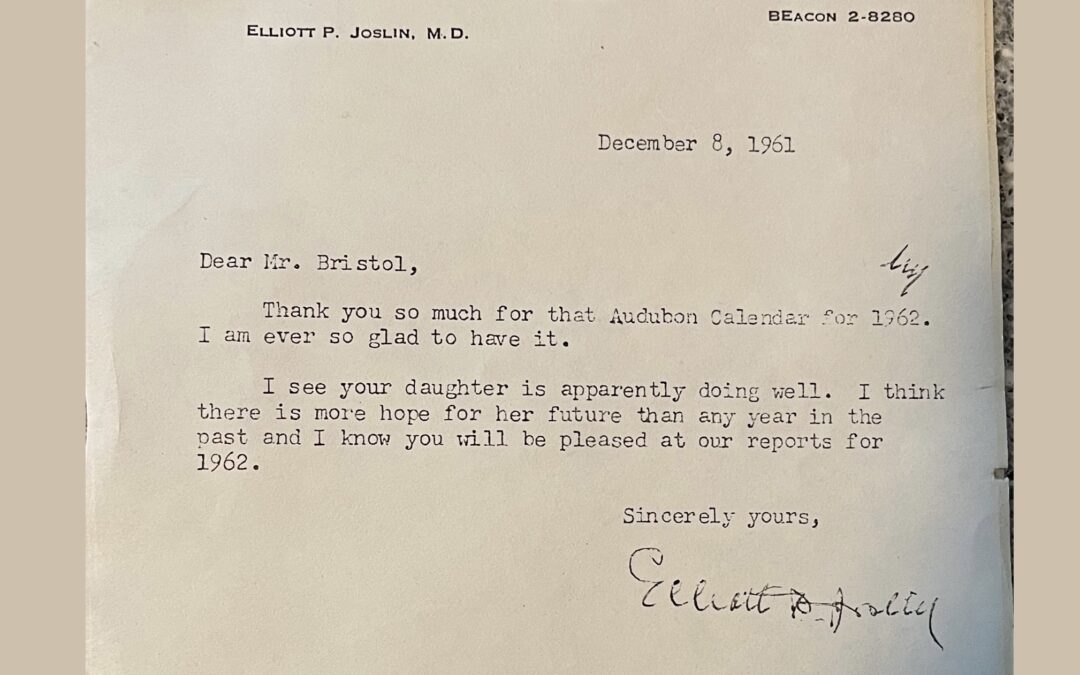 ELLIOTT P. JOSLIN, M.D.
BEACON 2-8280
December 8, 1961
Dear Mr. Bristol,
Thank you so much for that Audubon Calendar for 1962.
I am ever so glad to have it.
I see your daughter is apparently doing well. I think
there is more hope for her future than any year in the
past and I know you will be pleased at our reports for
1962.
Sincerely yours,
Elliott P. Joslin